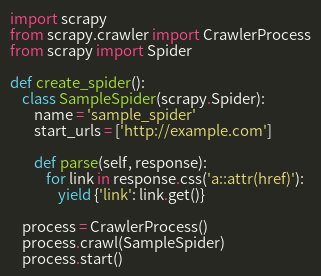 import scrapy
from scrapy.crawler import CrawlerProcess
from scrapy import Spider

def create_spider():
    class SampleSpider(scrapy.Spider):
        name = 'sample_spider'
        start_urls = ['http://example.com']

        def parse(self, response):
            for link in response.css('a::attr(href)'):
                yield {'link': link.get()}

    process = CrawlerProcess()
    process.crawl(SampleSpider)
    process.start()